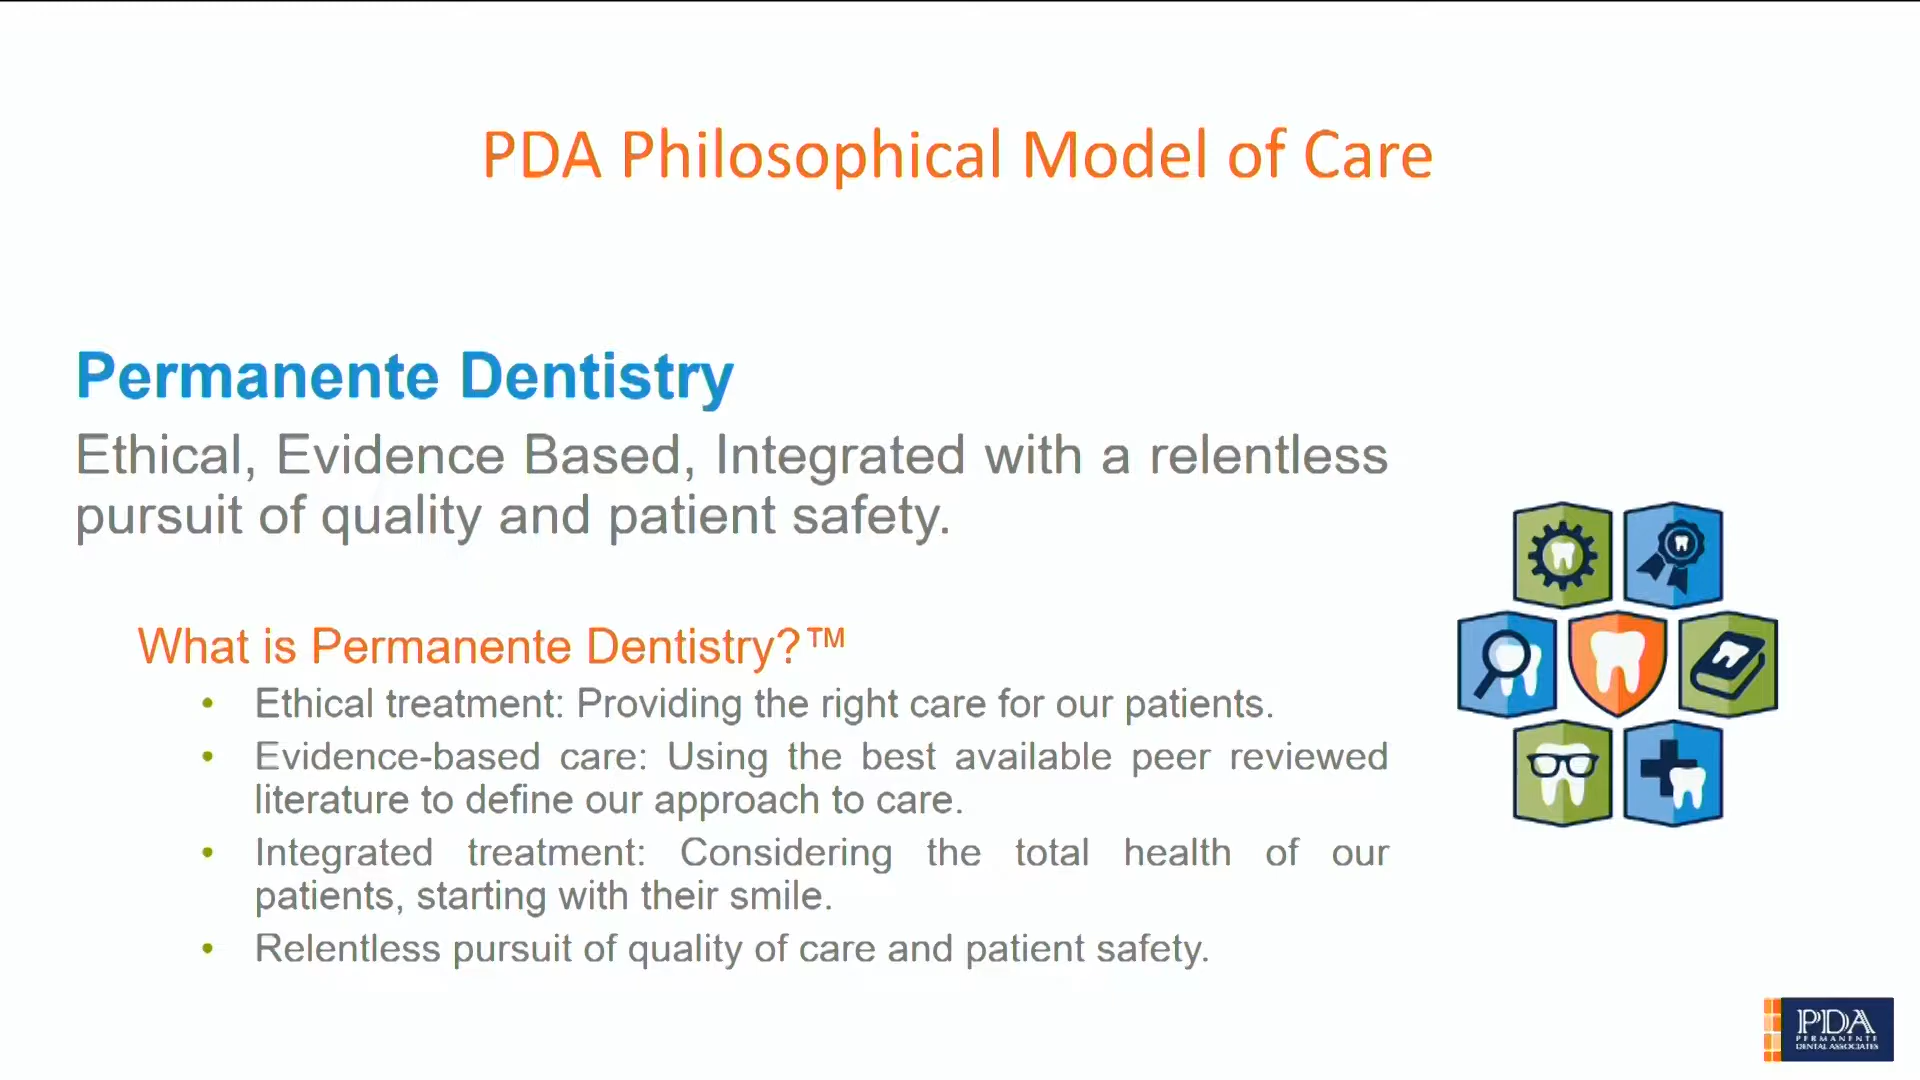 PDA Philosophical Model of Care
Permanente Dentistry
Ethical, Evidence Based, Integrated with a relentless
pursuit of quality and patient safety.
What is Permanente Dentistry?™
• Ethical treatment: Providing the right care for our patients.
• Evidence-based care: Using the best available peer reviewed
literature to define our approach to care.
• Integrated treatment: Considering the total health of our
patients, starting with their smile.
• Relentless pursuit of quality of care and patient safety.
PDA
PERMANENTE
DENTAL ASSOCIATES